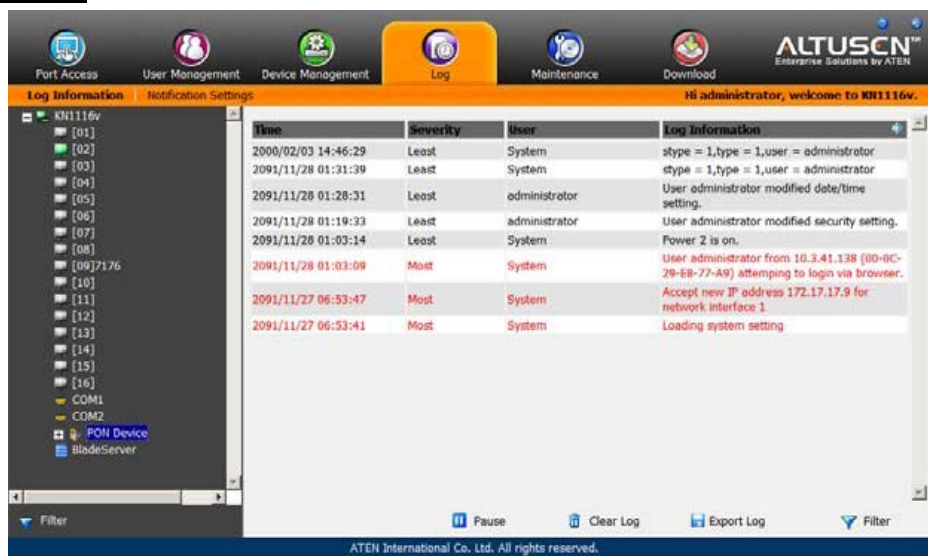 Port Access
User Management
Device Management
Log
Maintenance
Download
ALTUSEN™
Enterprise Solutions by ATEN
Log Information
Notification Settings
Hi administrator, welcome to KN1116v.
KN1116v
[01]
[02]
[03]
[04]
[05]
[06]
[07]
[08]
[09]7176
[10]
[11]
[12]
[13]
[14]
[15]
[16]
COM1
COM2
PON Device
BladeServer
Filter
Time Severity User Log Information
2000/02/03 14:46:29 Least System stype = 1,type = 1,user = administrator
2091/11/28 01:31:39 Least System stype = 1,type = 1,user = administrator
2091/11/28 01:28:31 Least administrator User administrator modified date/time
setting.
2091/11/28 01:19:33 Least administrator User administrator modified security setting.
2091/11/28 01:03:14 Least System Power 2 is on.
2091/11/28 01:03:09 Most System User administrator from 10.3.41.138 (00-0C-
29-E8-77-A9) attemping to login via browser.
2091/11/27 06:53:47 Most System Accept new IP address 172.17.17.9 for
network interface 1
2091/11/27 06:53:41 Most System Loading system setting
Pause
Clear Log
Export Log
Filter
ATEN International Co. Ltd. All rights reserved.